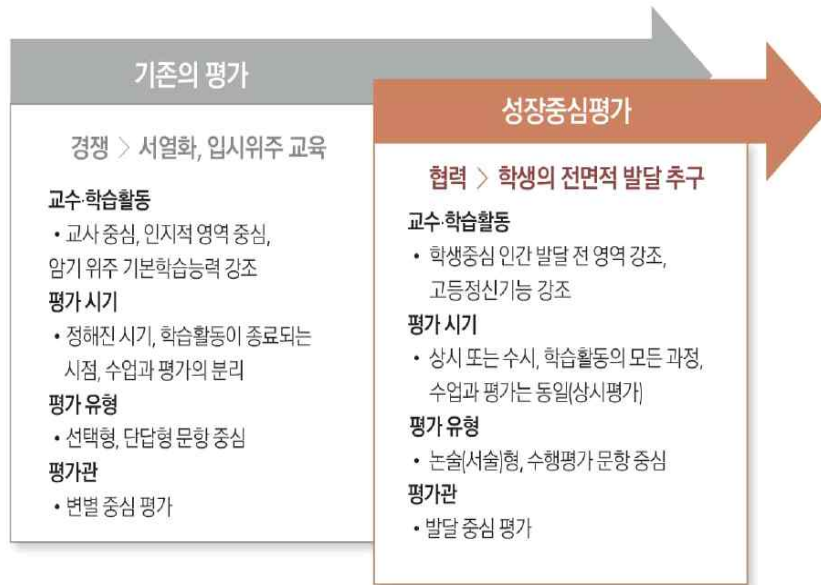 기존의 평가
경쟁 > 서열화, 입시위주 교육
교수·학습활동
• 교사 중심, 인지적 영역 중심,
암기 위주 기본학습능력 강조
평가 시기
• 정해진 시기, 학습활동이 종료되는
시점, 수업과 평가의 분리
평가 유형
• 선택형, 단답형 문항 중심
평가관
• 변별 중심 평가
성장중심평가
협력 > 학생의 전면적 발달 추구
교수·학습활동
• 학생중심 인간 발달 전 영역 강조,
고등정신기능 강조
평가 시기
• 상시 또는 수시, 학습활동의 모든 과정,
수업과 평가는 동일(상시평가)
평가 유형
• 논술(서술)형, 수행평가 문항 중심
평가관
• 발달 중심 평가